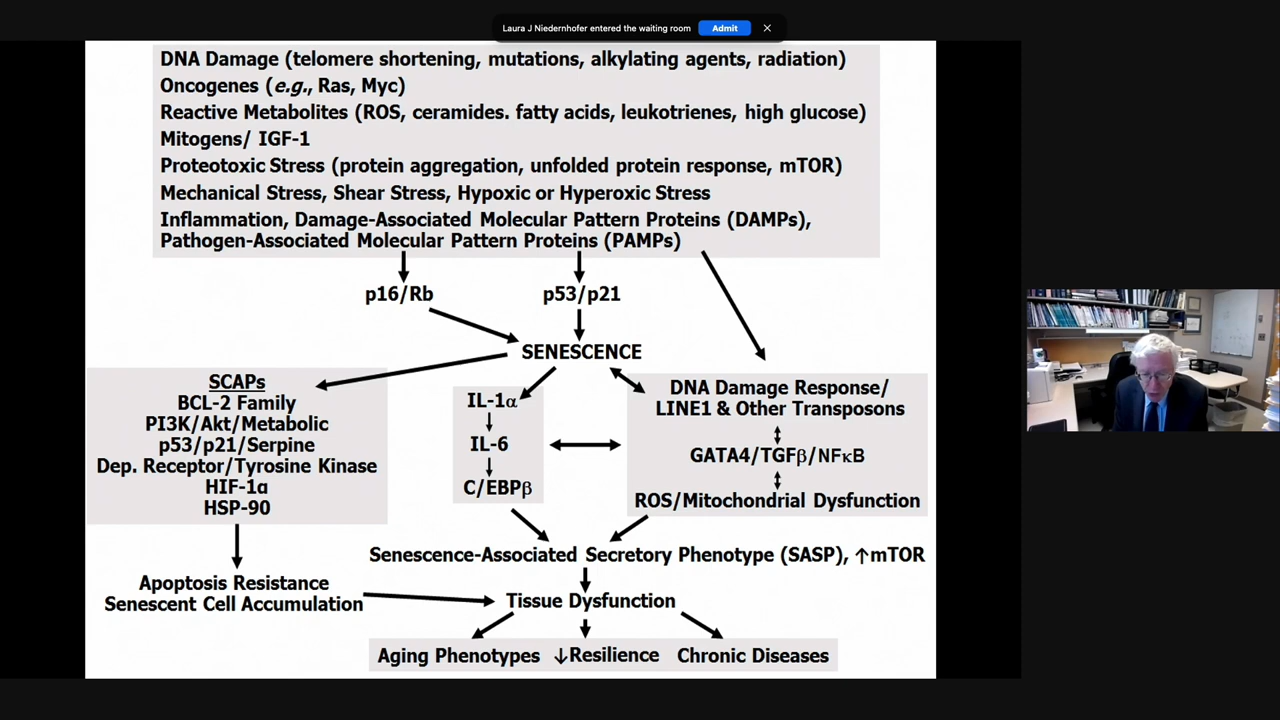 Laura J Niedernhofer entered the waiting room Admit
DNA Damage (telomere shortening, mutations, alkylating agents, radiation)
Oncogenes (e.g., Ras, Myc)
Reactive Metabolites (ROS, ceramides. fatty acids, leukotrienes, high glucose)
Mitogens/ IGF-1
Proteotoxic Stress (protein aggregation, unfolded protein response, mTOR)
Mechanical Stress, Shear Stress, Hypoxic or Hyperoxic Stress
Inflammation, Damage-Associated Molecular Pattern Proteins (DAMPs),
Pathogen-Associated Molecular Pattern Proteins (PAMPs)
p16/Rb
p53/p21
SENESCENCE
SCAPs
BCL-2 Family
PI3K/Akt/Metabolic
p53/p21/Serpine
Dep. Receptor/Tyrosine Kinase
HIF-1α
HSP-90
IL-1α
IL-6
C/EBPβ
DNA Damage Response/
LINE1 & Other Transposons
GATA4/TGFβ/NFκB
ROS/Mitochondrial Dysfunction
Apoptosis Resistance
Senescent Cell Accumulation
Senescence-Associated Secretory Phenotype (SASP), ↑mTOR
Tissue Dysfunction
Aging Phenotypes ↓Resilience Chronic Diseases